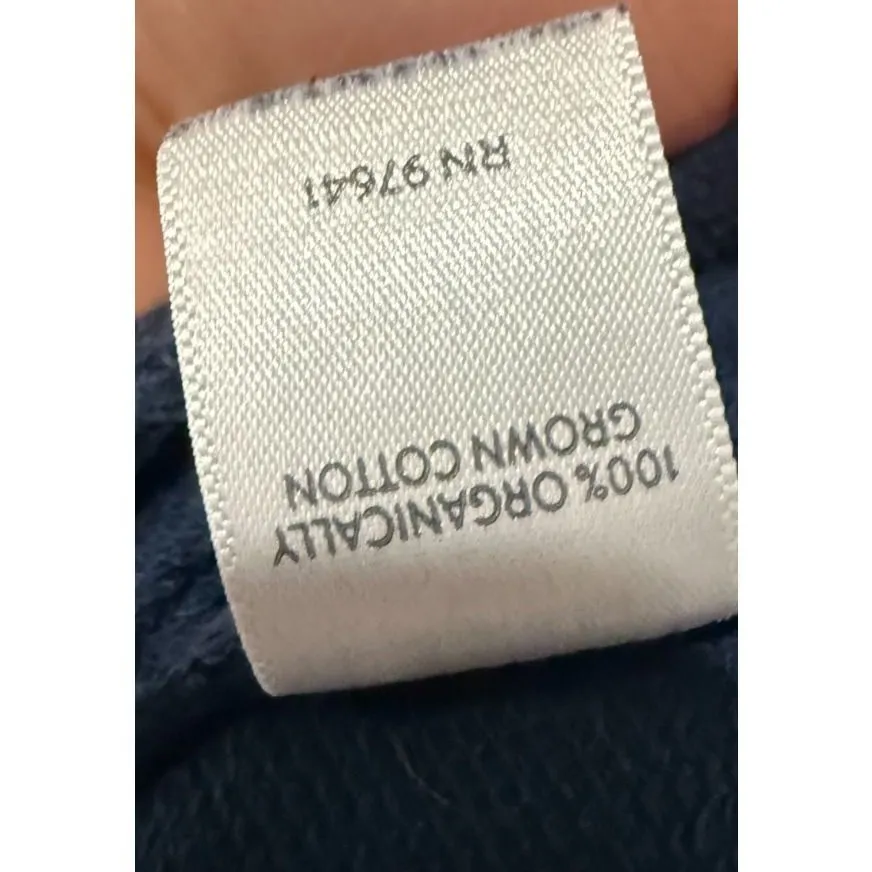 100% ORGANICALLY
GROWN COTTON
RN 97641